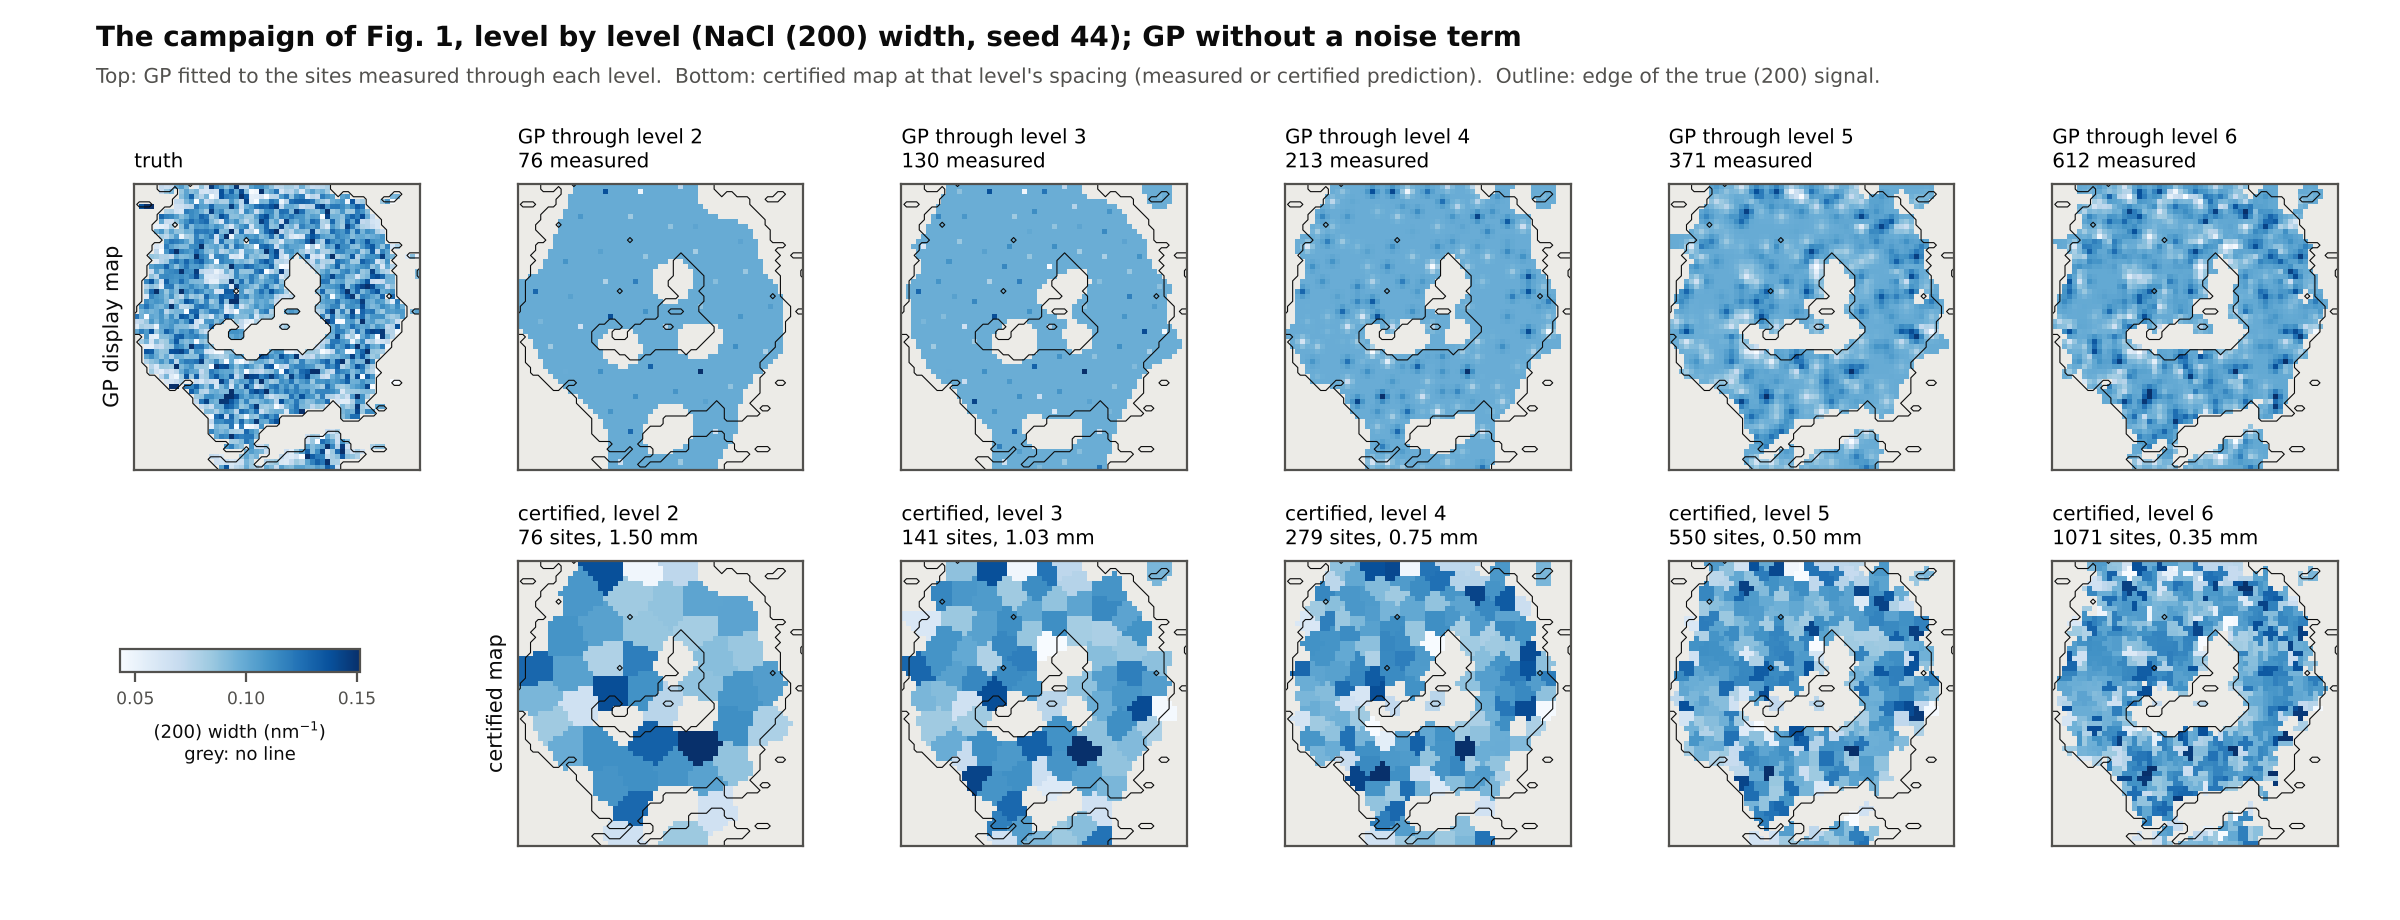 The campaign of Fig. 1, level by level (NaCl (200) width, seed 44); GP without a noise term
Top: GP fitted to the sites measured through each level.  Bottom: certified map at that level's spacing (measured or certified prediction).  Outline: edge of the true (200) signal.
truth
GP through level 2
76 measured
GP through level 3
130 measured
GP through level 4
213 measured
GP through level 5
371 measured
GP through level 6
612 measured
GP display map
certified, level 2
76 sites, 1.50 mm
certified, level 3
141 sites, 1.03 mm
certified, level 4
279 sites, 0.75 mm
certified, level 5
550 sites, 0.50 mm
certified, level 6
1071 sites, 0.35 mm
certified map
0.05 0.10 0.15
(200) width (nm⁻¹)
grey: no line